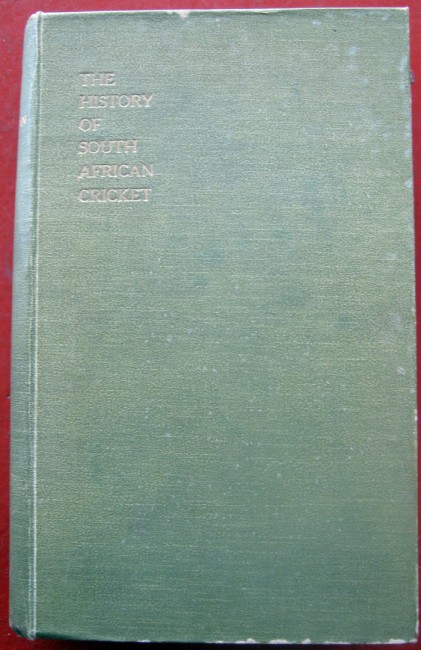 THE
HISTORY
OF
SOUTH
AFRICAN
CRICKET